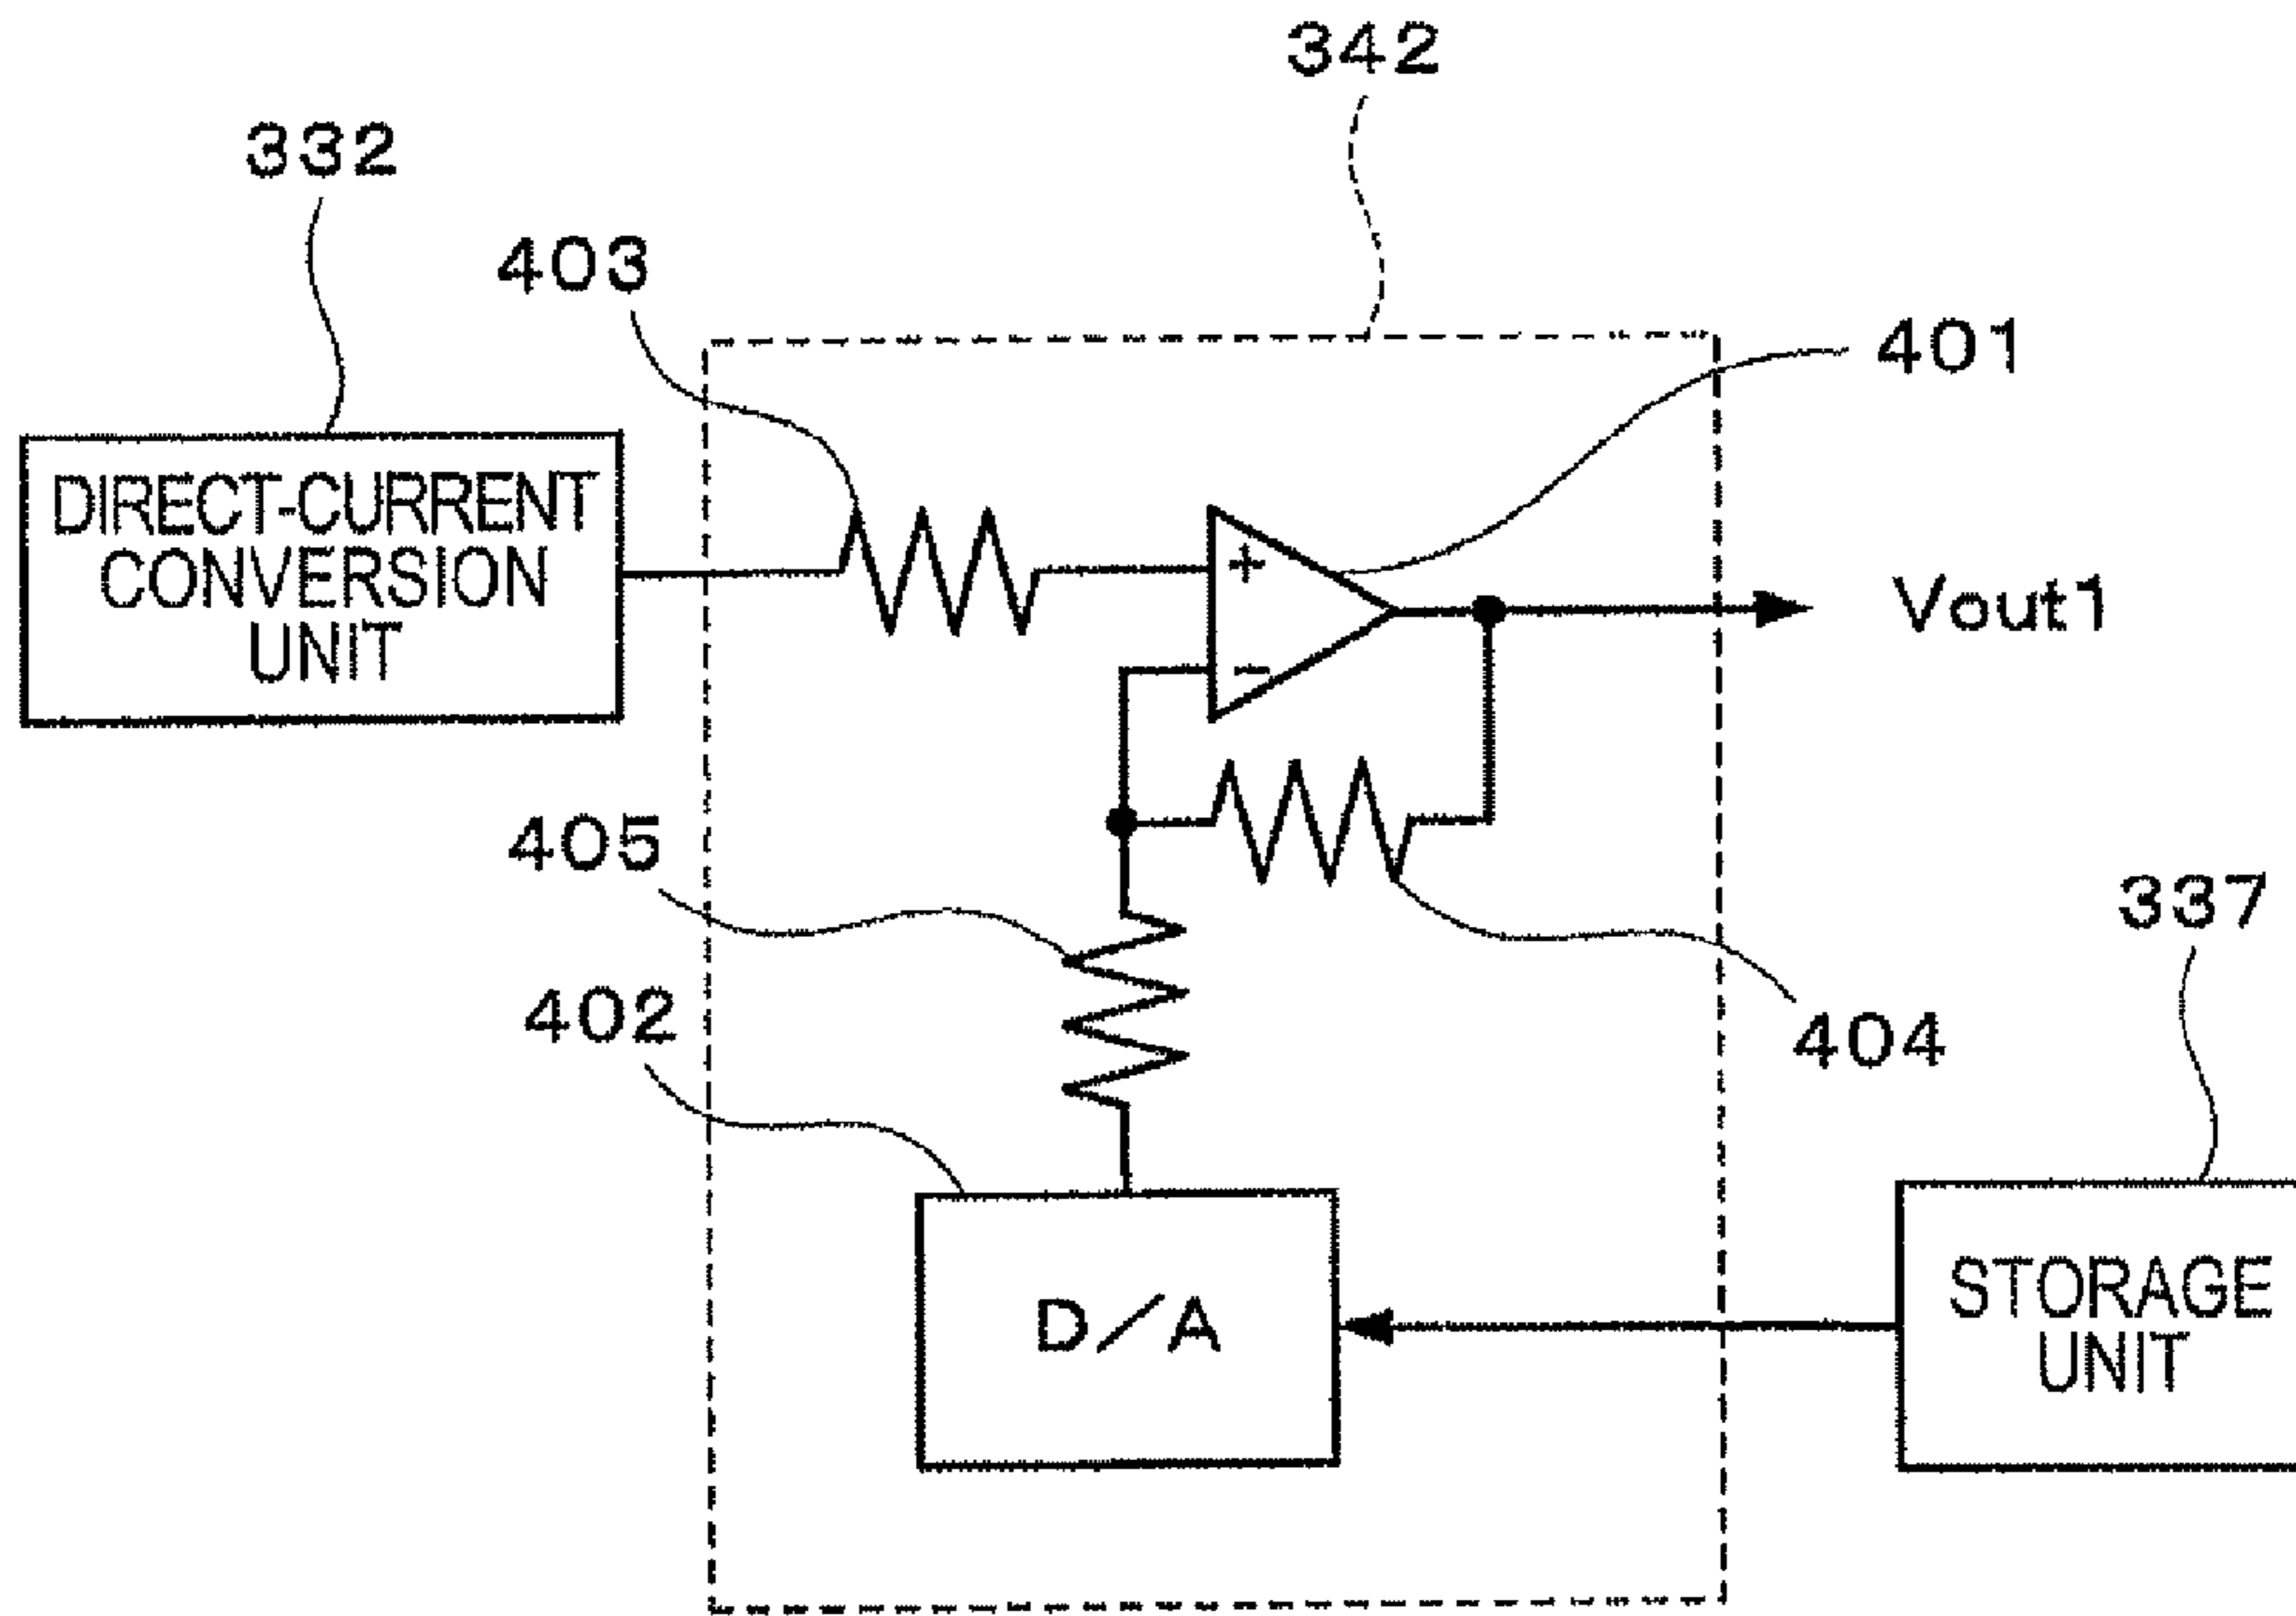 342
332
403
401
DIRECT-CURRENT
CONVERSION
UNIT
+
Vout1
-
405
337
402
404
D/A
STORAGE
UNIT